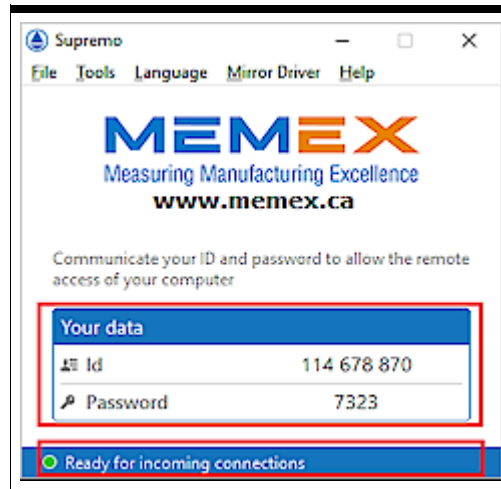 Supremo
File Tools Language Mirror Driver Help
MEMEX
Measuring Manufacturing Excellence
www.memex.ca
Communicate your ID and password to allow the remote
access of your computer
Your data
Id 114 678 870
Password 7323
Ready for incoming connections